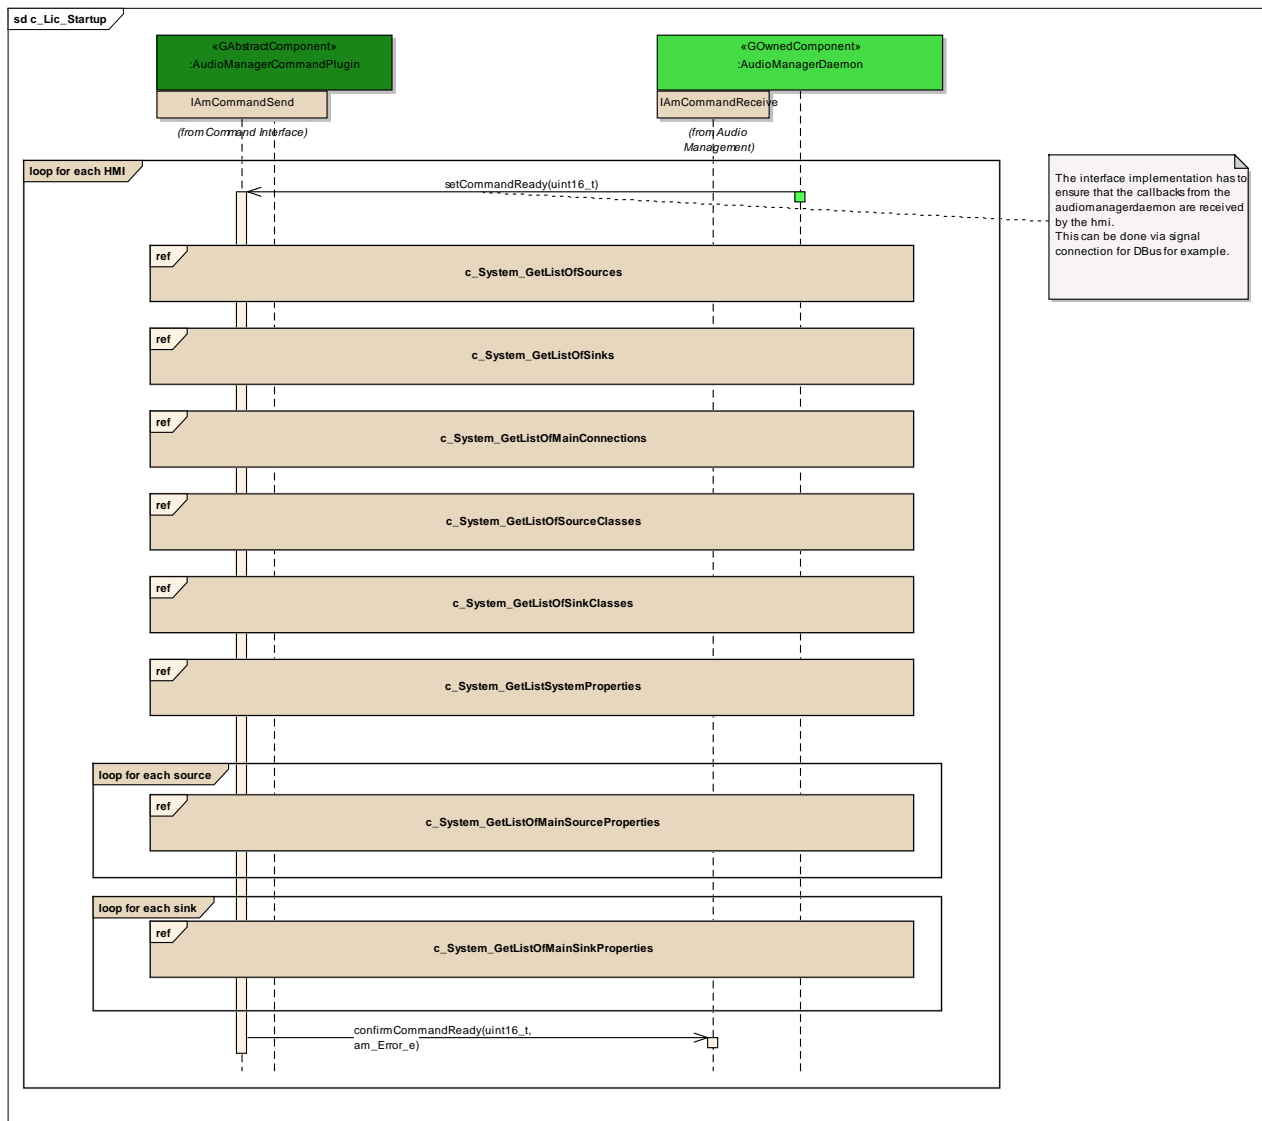 sd c_Lic_Startup
«GAbstractComponent»
:AudioManagerCommandPlugin
«GOwnedComponent»
:AudioManagerDaemon
IAmCommandSend
IAmCommandReceive
(from Command Interface)
(from Audio
Management)
loop for each HMI
setCommandReady(uint16_t)
The interface implementation has to
ensure that the callbacks from the
audiomanagerdaemon are received
by the hmi.
This can be done via signal
connection for DBus for example.
ref
c_System_GetListOfSources
ref
c_System_GetListOfSinks
ref
c_System_GetListOfMainConnections
ref
c_System_GetListOfSourceClasses
ref
c_System_GetListOfSinkClasses
ref
c_System_GetListSystemProperties
loop for each source
ref
c_System_GetListOfMainSourceProperties
loop for each sink
ref
c_System_GetListOfMainSinkProperties
confirmCommandReady(uint16_t,
am_Error_e)